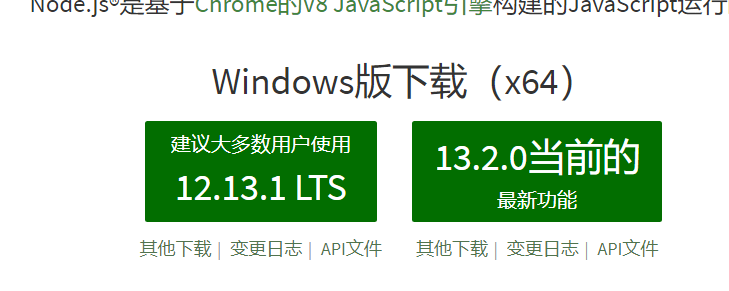 Node.js®是基于Chrome的V8 JavaScript引擎构建的JavaScript运行
Windows版下载（x64）
建议大多数用户使用
12.13.1 LTS
13.2.0当前的
最新功能
其他下载 | 变更日志 | API文件
其他下载 | 变更日志 | API文件